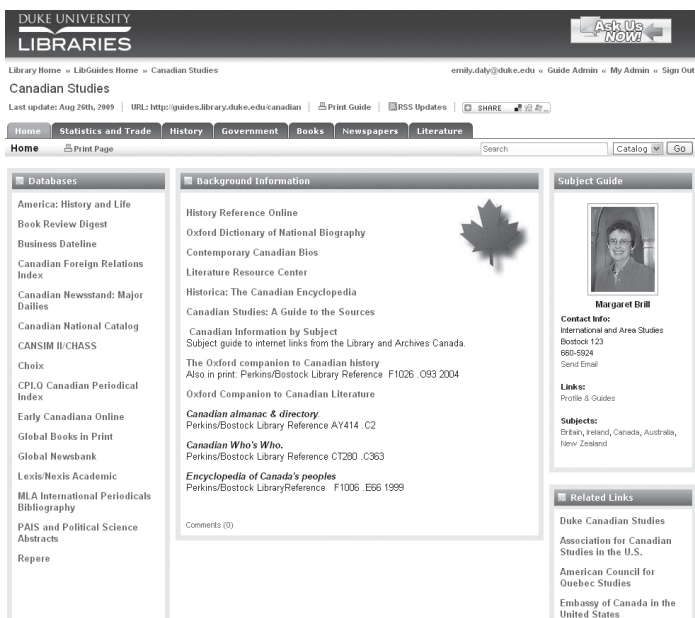 DUKE UNIVERSITY
LIBRARIES
Ask Us
NOW!
Library Home » LibGuides Home » Canadian Studies
emily.daly@duke.edu « Guide Admin « My Admin « Sign Out
Canadian Studies
Last update: Aug 26th, 2009 | URL: http://guides.library.duke.edu/canadian | Print Guide | RSS Updates | SHARE
Home Statistics and Trade History Government Books Newspapers Literature
Home Print Page Search Catalog Go
Databases
America: History and Life
Book Review Digest
Business Dateline
Canadian Foreign Relations
Index
Canadian Newsstand: Major
Dailies
Canadian National Catalog
CANSIM II/CHASS
Choix
CPI.Q Canadian Periodical
Index
Early Canadiana Online
Global Books in Print
Global Newsbank
Lexis/Nexis Academic
MLA International Periodicals
Bibliography
PAIS and Political Science
Abstracts
Repere
Background Information
History Reference Online
Oxford Dictionary of National Biography
Contemporary Canadian Bios
Literature Resource Center
Historica: The Canadian Encyclopedia
Canadian Studies: A Guide to the Sources
Canadian Information by Subject
Subject guide to internet links from the Library and Archives Canada.
The Oxford companion to Canadian history
Also in print: Perkins/Bostock Library Reference F1026 .O93 2004
Oxford Companion to Canadian Literature
Canadian almanac & directory.
Perkins/Bostock Library Reference AY414 .C2
Canadian Who's Who.
Perkins/Bostock Library Reference CT280 .C363
Encyclopedia of Canada's peoples
Perkins/Bostock LibraryReference F1006 .E66 1999
Comments (0)
Subject Guide
Margaret Brill
Contact Info:
International and Area Studies
Bostock 123
660-5924
Send Email
Links:
Profile & Guides
Subjects:
Britain, Ireland, Canada, Australia,
New Zealand
Related Links
Duke Canadian Studies
Association for Canadian
Studies in the U.S.
American Council for
Quebec Studies
Embassy of Canada in the
United States